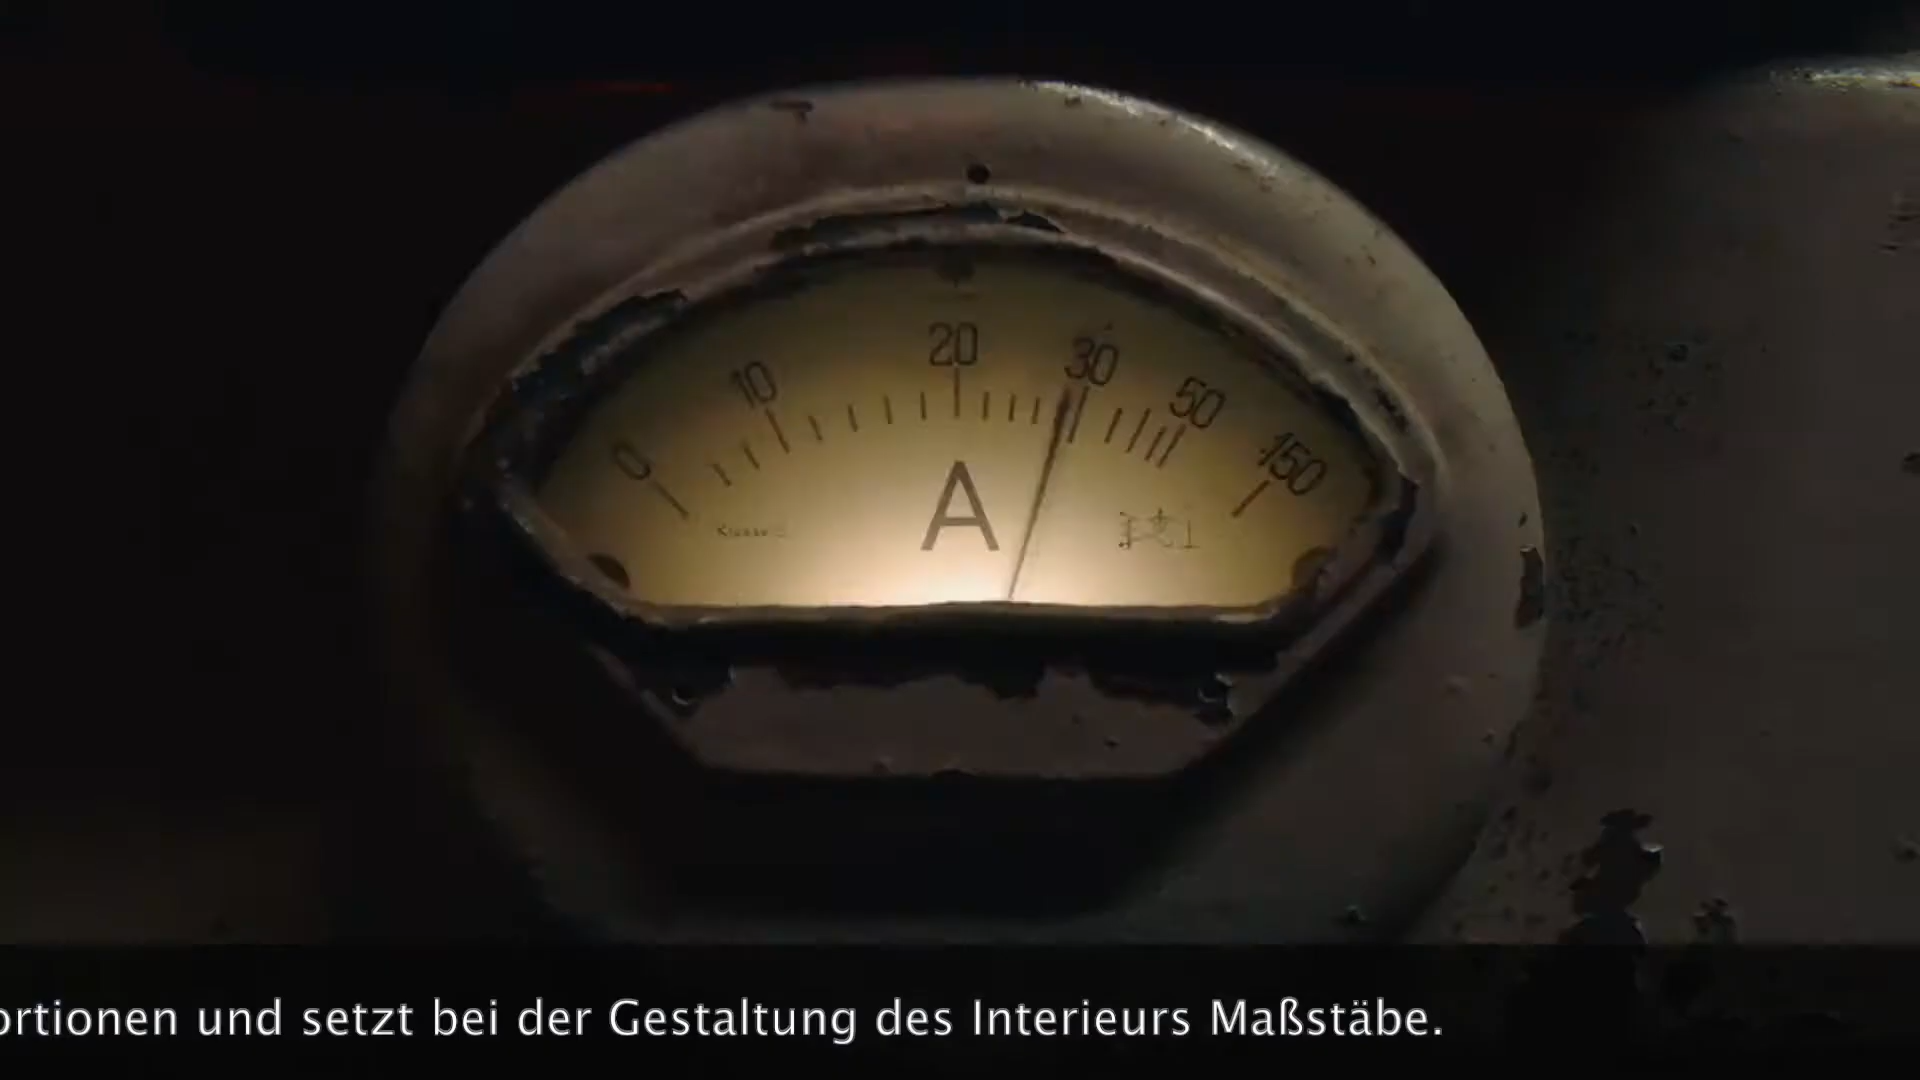 0 10 20 30 50 150
A
ortionen und setzt bei der Gestaltung des Interieurs Maßstäbe.